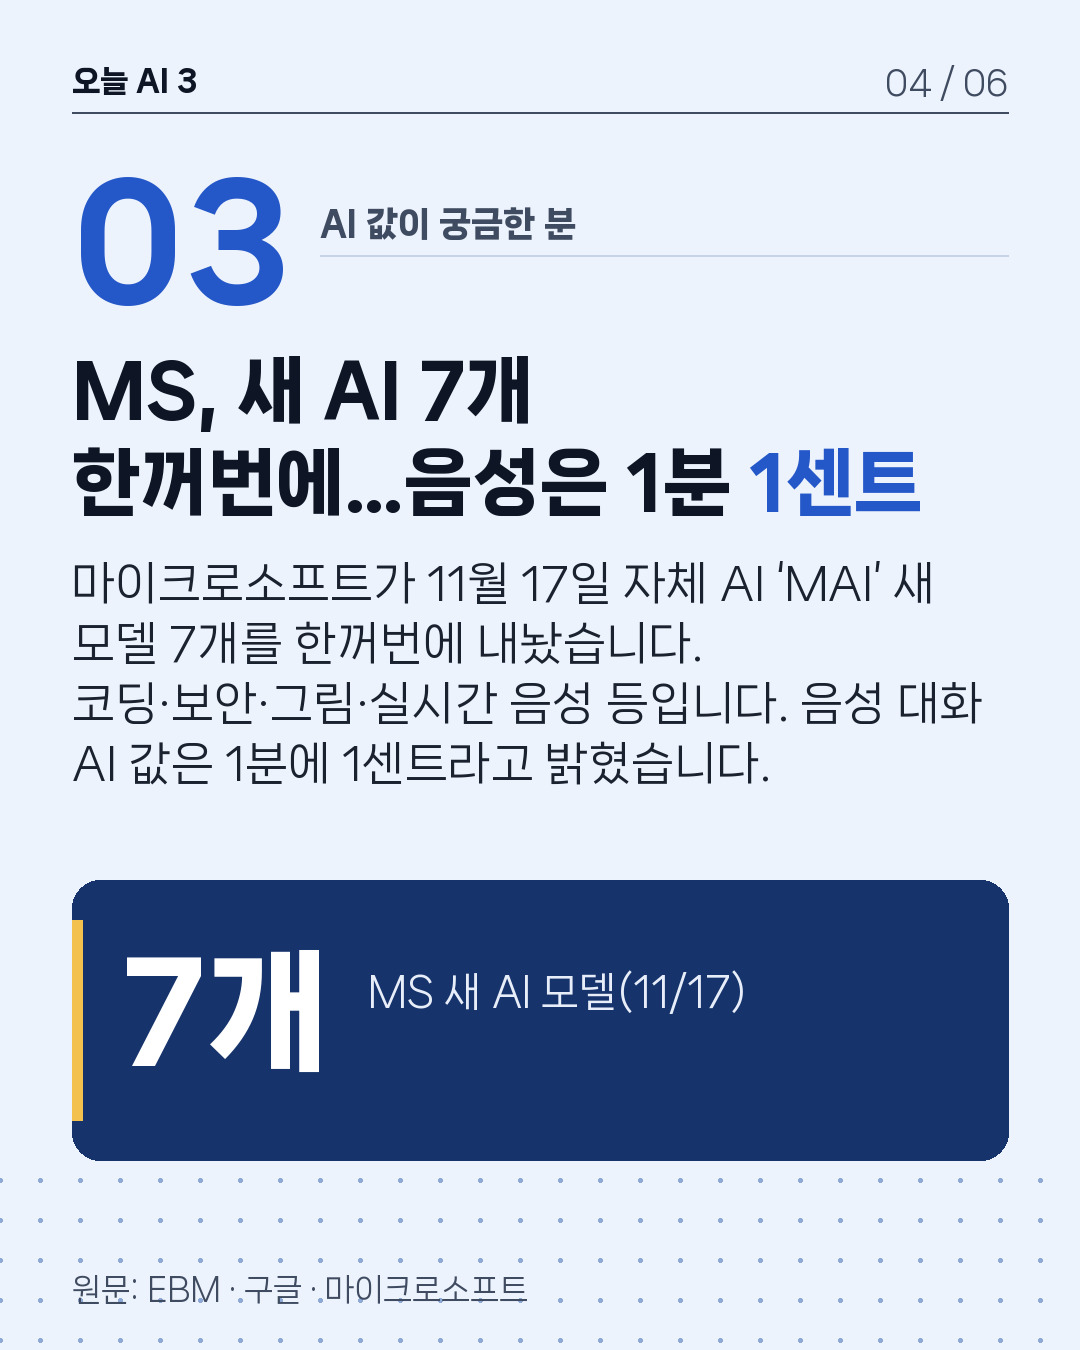 오늘 AI 3
04 / 06
03
AI 값이 궁금한 분
MS, 새 AI 7개
한꺼번에...음성은 1분 1센트
마이크로소프트가 11월 17일 자체 AI ‘MAI’ 새
모델 7개를 한꺼번에 내놨습니다.
코딩·보안·그림·실시간 음성 등입니다. 음성 대화
AI 값은 1분에 1센트라고 밝혔습니다.
7개
MS 새 AI 모델(11/17)
원문: EBM · 구글 · 마이크로소프트